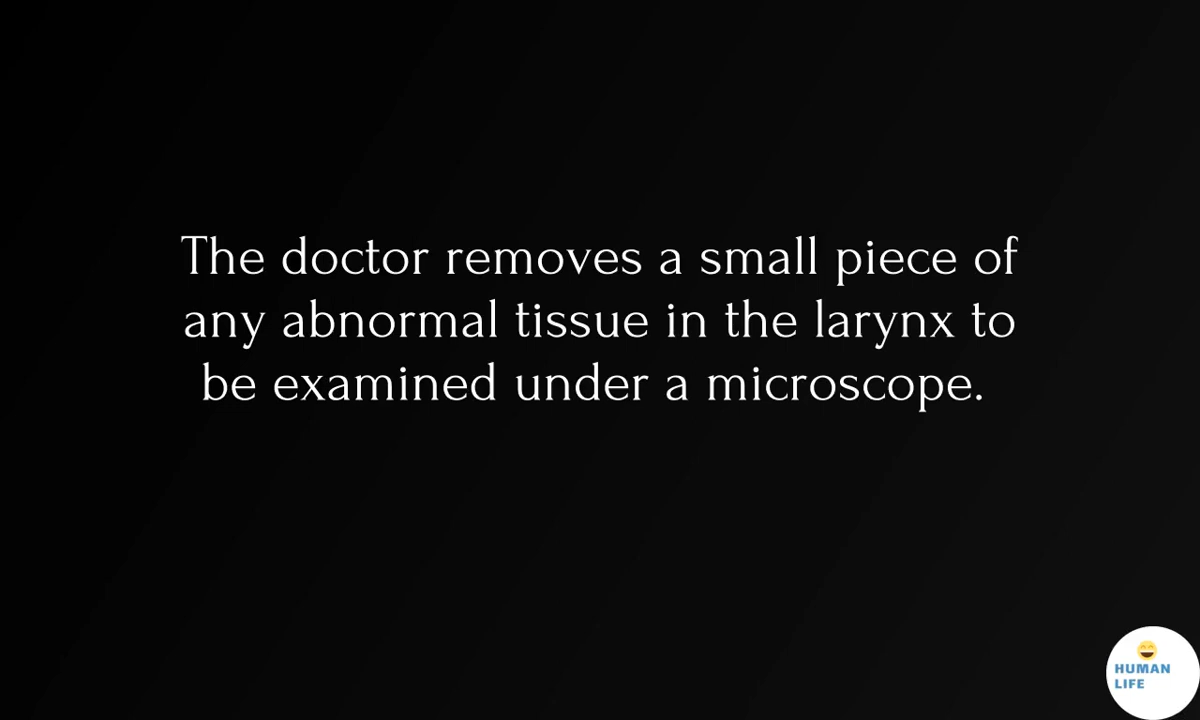 The doctor removes a small piece of
any abnormal tissue in the larynx to
be examined under a microscope.
HUMAN
LIFE